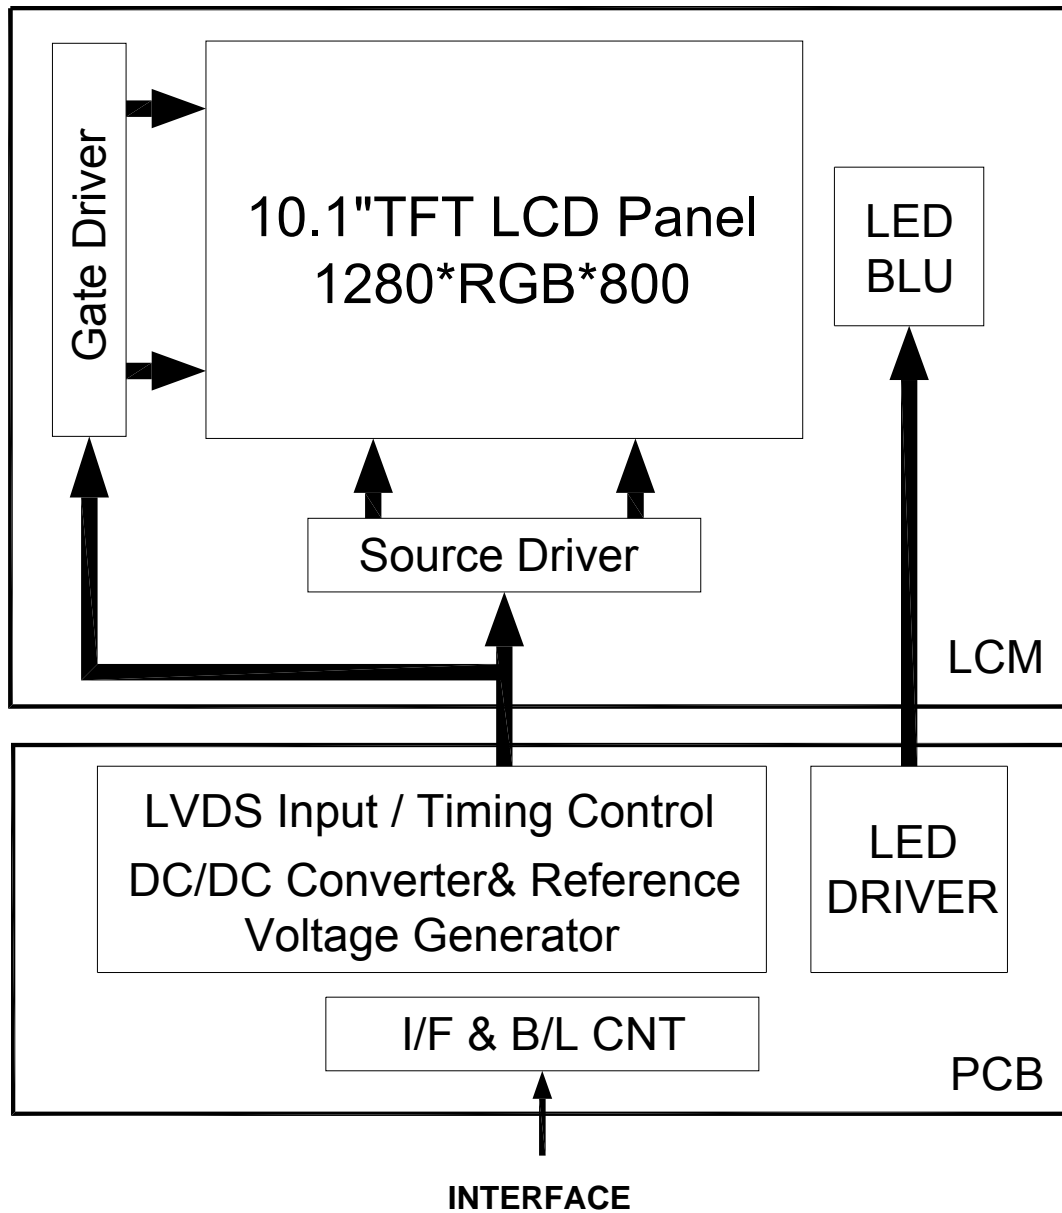 Gate Driver
10.1"TFT LCD Panel
1280*RGB*800
LED
BLU
Source Driver
LCM
LVDS Input / Timing Control
DC/DC Converter& Reference
Voltage Generator
LED
DRIVER
I/F & B/L CNT
PCB
INTERFACE